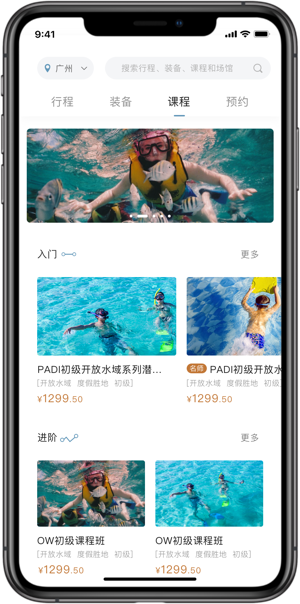 9:41
广州
搜索行程、装备、课程和场馆
行程 装备 课程 预约
入门 更多
PADI初级开放水域系列潜...
[开放水域 度假胜地 初级]
¥1299.50
名师 PADI初级开放水域
[开放水域 度假胜地 初级]
¥1299.50
进阶 更多
OW初级课程班
[开放水域 度假胜地 初级]
¥1299.50
OW初级课程班
[开放水域 度假胜地 初级]
¥1299.50